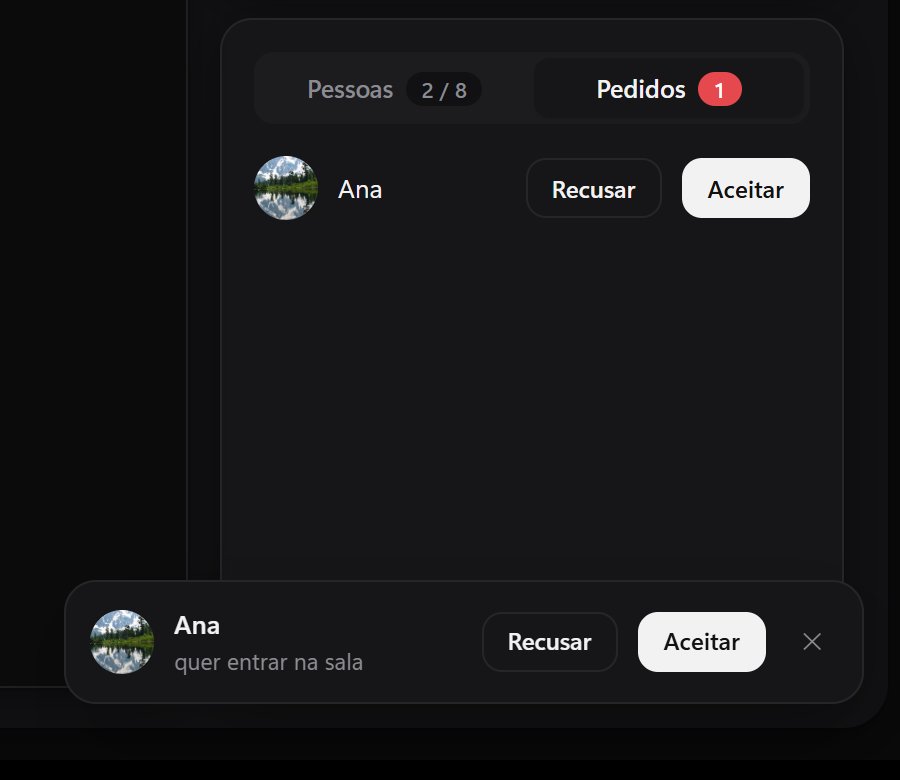 Pessoas 2 / 8 Pedidos 1
Ana Recusar Aceitar
Ana
quer entrar na sala
Recusar Aceitar